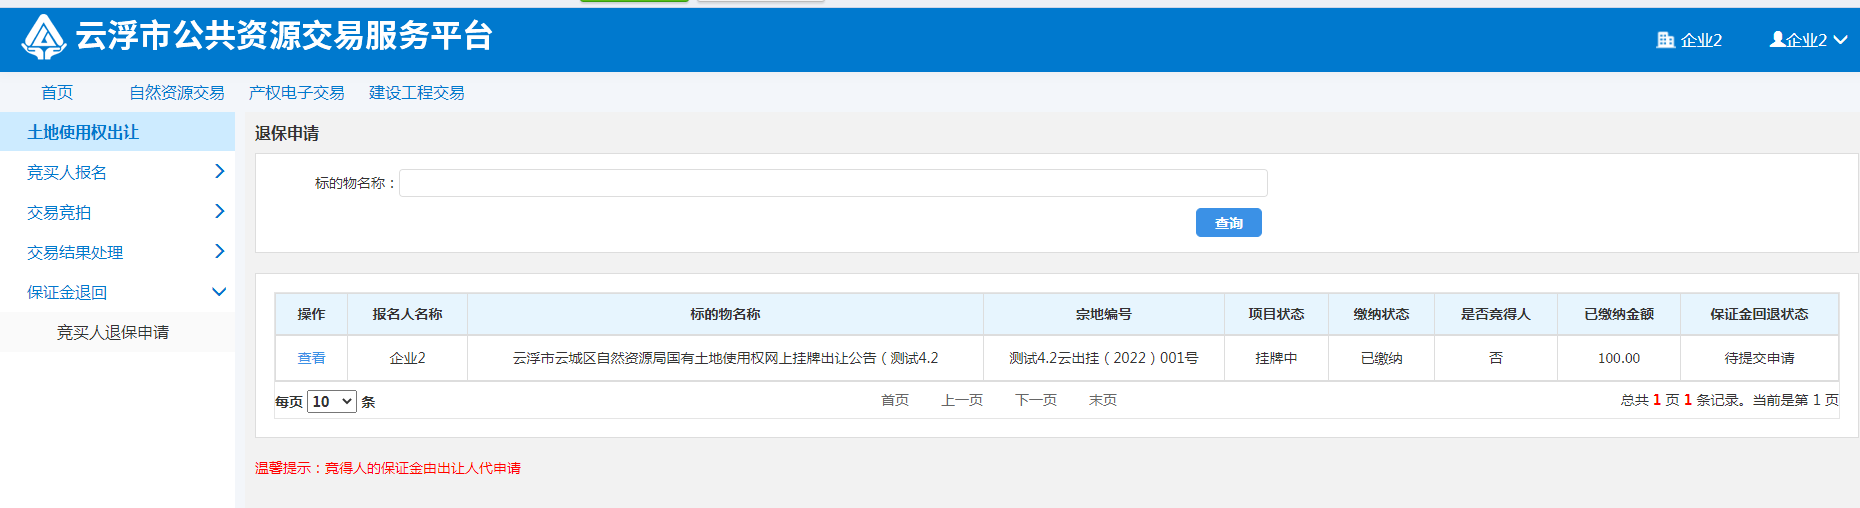 云浮市公共资源交易服务平台
企业2 企业2
首页 自然资源交易 产权电子交易 建设工程交易
土地使用权出让
竞买人报名
交易竞拍
交易结果处理
保证金退回
竞买人退保申请
退保申请
标的物名称：
查询
操作 报名人名称 标的物名称 宗地编号 项目状态 缴纳状态 是否竞得人 已缴纳金额 保证金回退状态
查看 企业2 云浮市云城区自然资源局国有土地使用权网上挂牌出让公告（测试4.2 测试4.2云出挂（2022）001号 挂牌中 已缴纳 否 100.00 待提交申请
每页 10 条 首页 上一页 下一页 末页 总共 1 页 1 条记录。当前是第 1 页
温馨提示：竞得人的保证金由出让人代申请